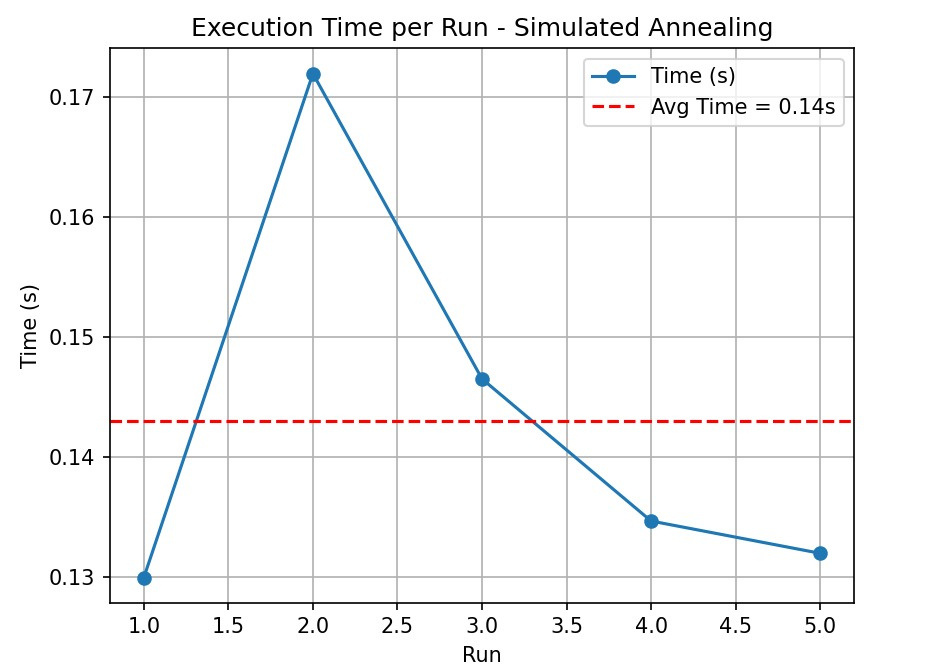 Execution Time per Run - Simulated Annealing
Time (s)
Avg Time = 0.14s
Time (s)
0.17
0.16
0.15
0.14
0.13
1.0 1.5 2.0 2.5 3.0 3.5 4.0 4.5 5.0
Run